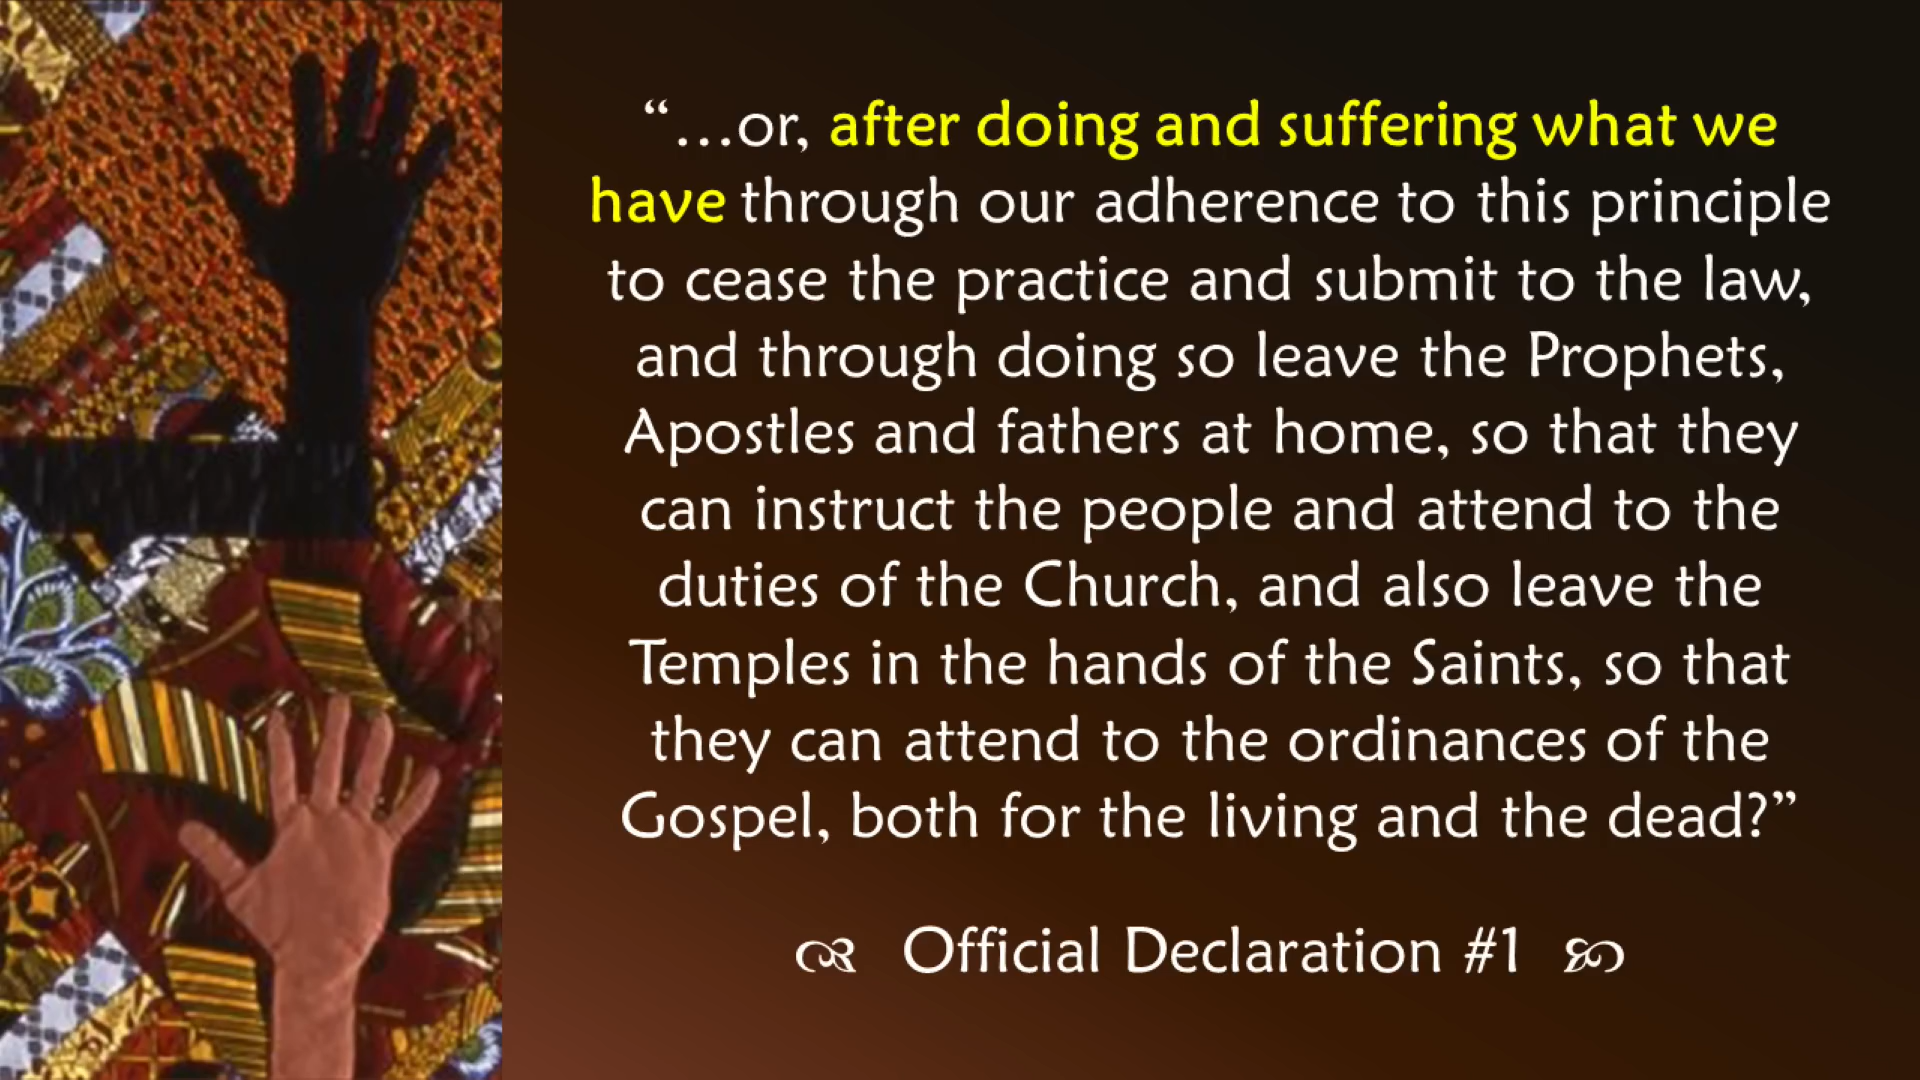 “…or, after doing and suffering what we
have through our adherence to this principle
to cease the practice and submit to the law,
and through doing so leave the Prophets,
Apostles and fathers at home, so that they
can instruct the people and attend to the
duties of the Church, and also leave the
Temples in the hands of the Saints, so that
they can attend to the ordinances of the
Gospel, both for the living and the dead?”
Official Declaration #1